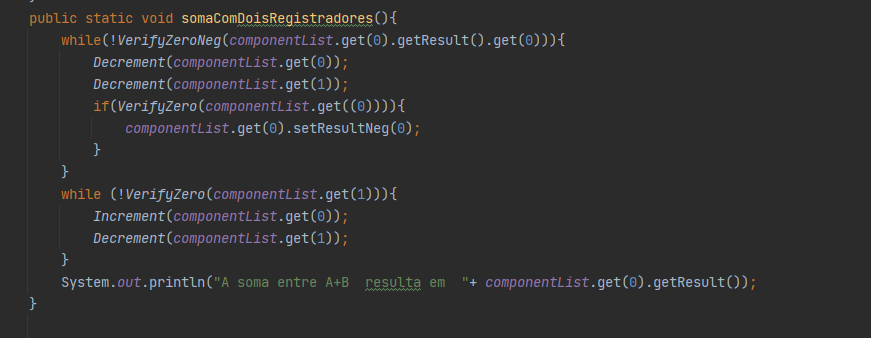 public static void somaComDoisRegistradores(){
while(!VerifyZeroNeg(componentList.get(0).getResult().get(0))){
Decrement(componentList.get(0));
Decrement(componentList.get(1));
if(VerifyZero(componentList.get((0)))){
componentList.get(0).setResultNeg(0);
}
}
while (!VerifyZero(componentList.get(1))){
Increment(componentList.get(0));
Decrement(componentList.get(1));
}
System.out.println("A soma entre A+B  resulta em  "+ componentList.get(0).getResult());
}